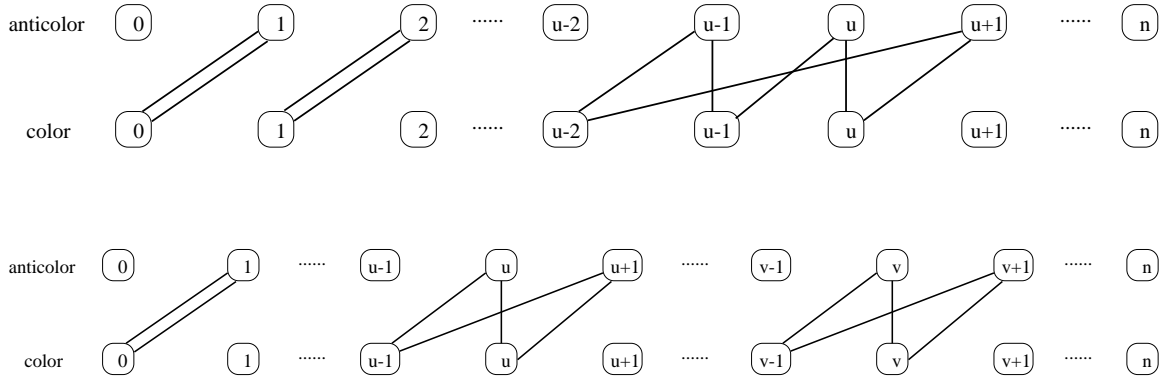 anticolor 0 1 2 ...... u-2 u-1 u u+1 ...... n
color 0 1 2 ...... u-2 u-1 u u+1 ...... n
anticolor 0 1 ...... u-1 u u+1 ...... v-1 v v+1 ...... n
color 0 1 ...... u-1 u u+1 ...... v-1 v v+1 ...... n